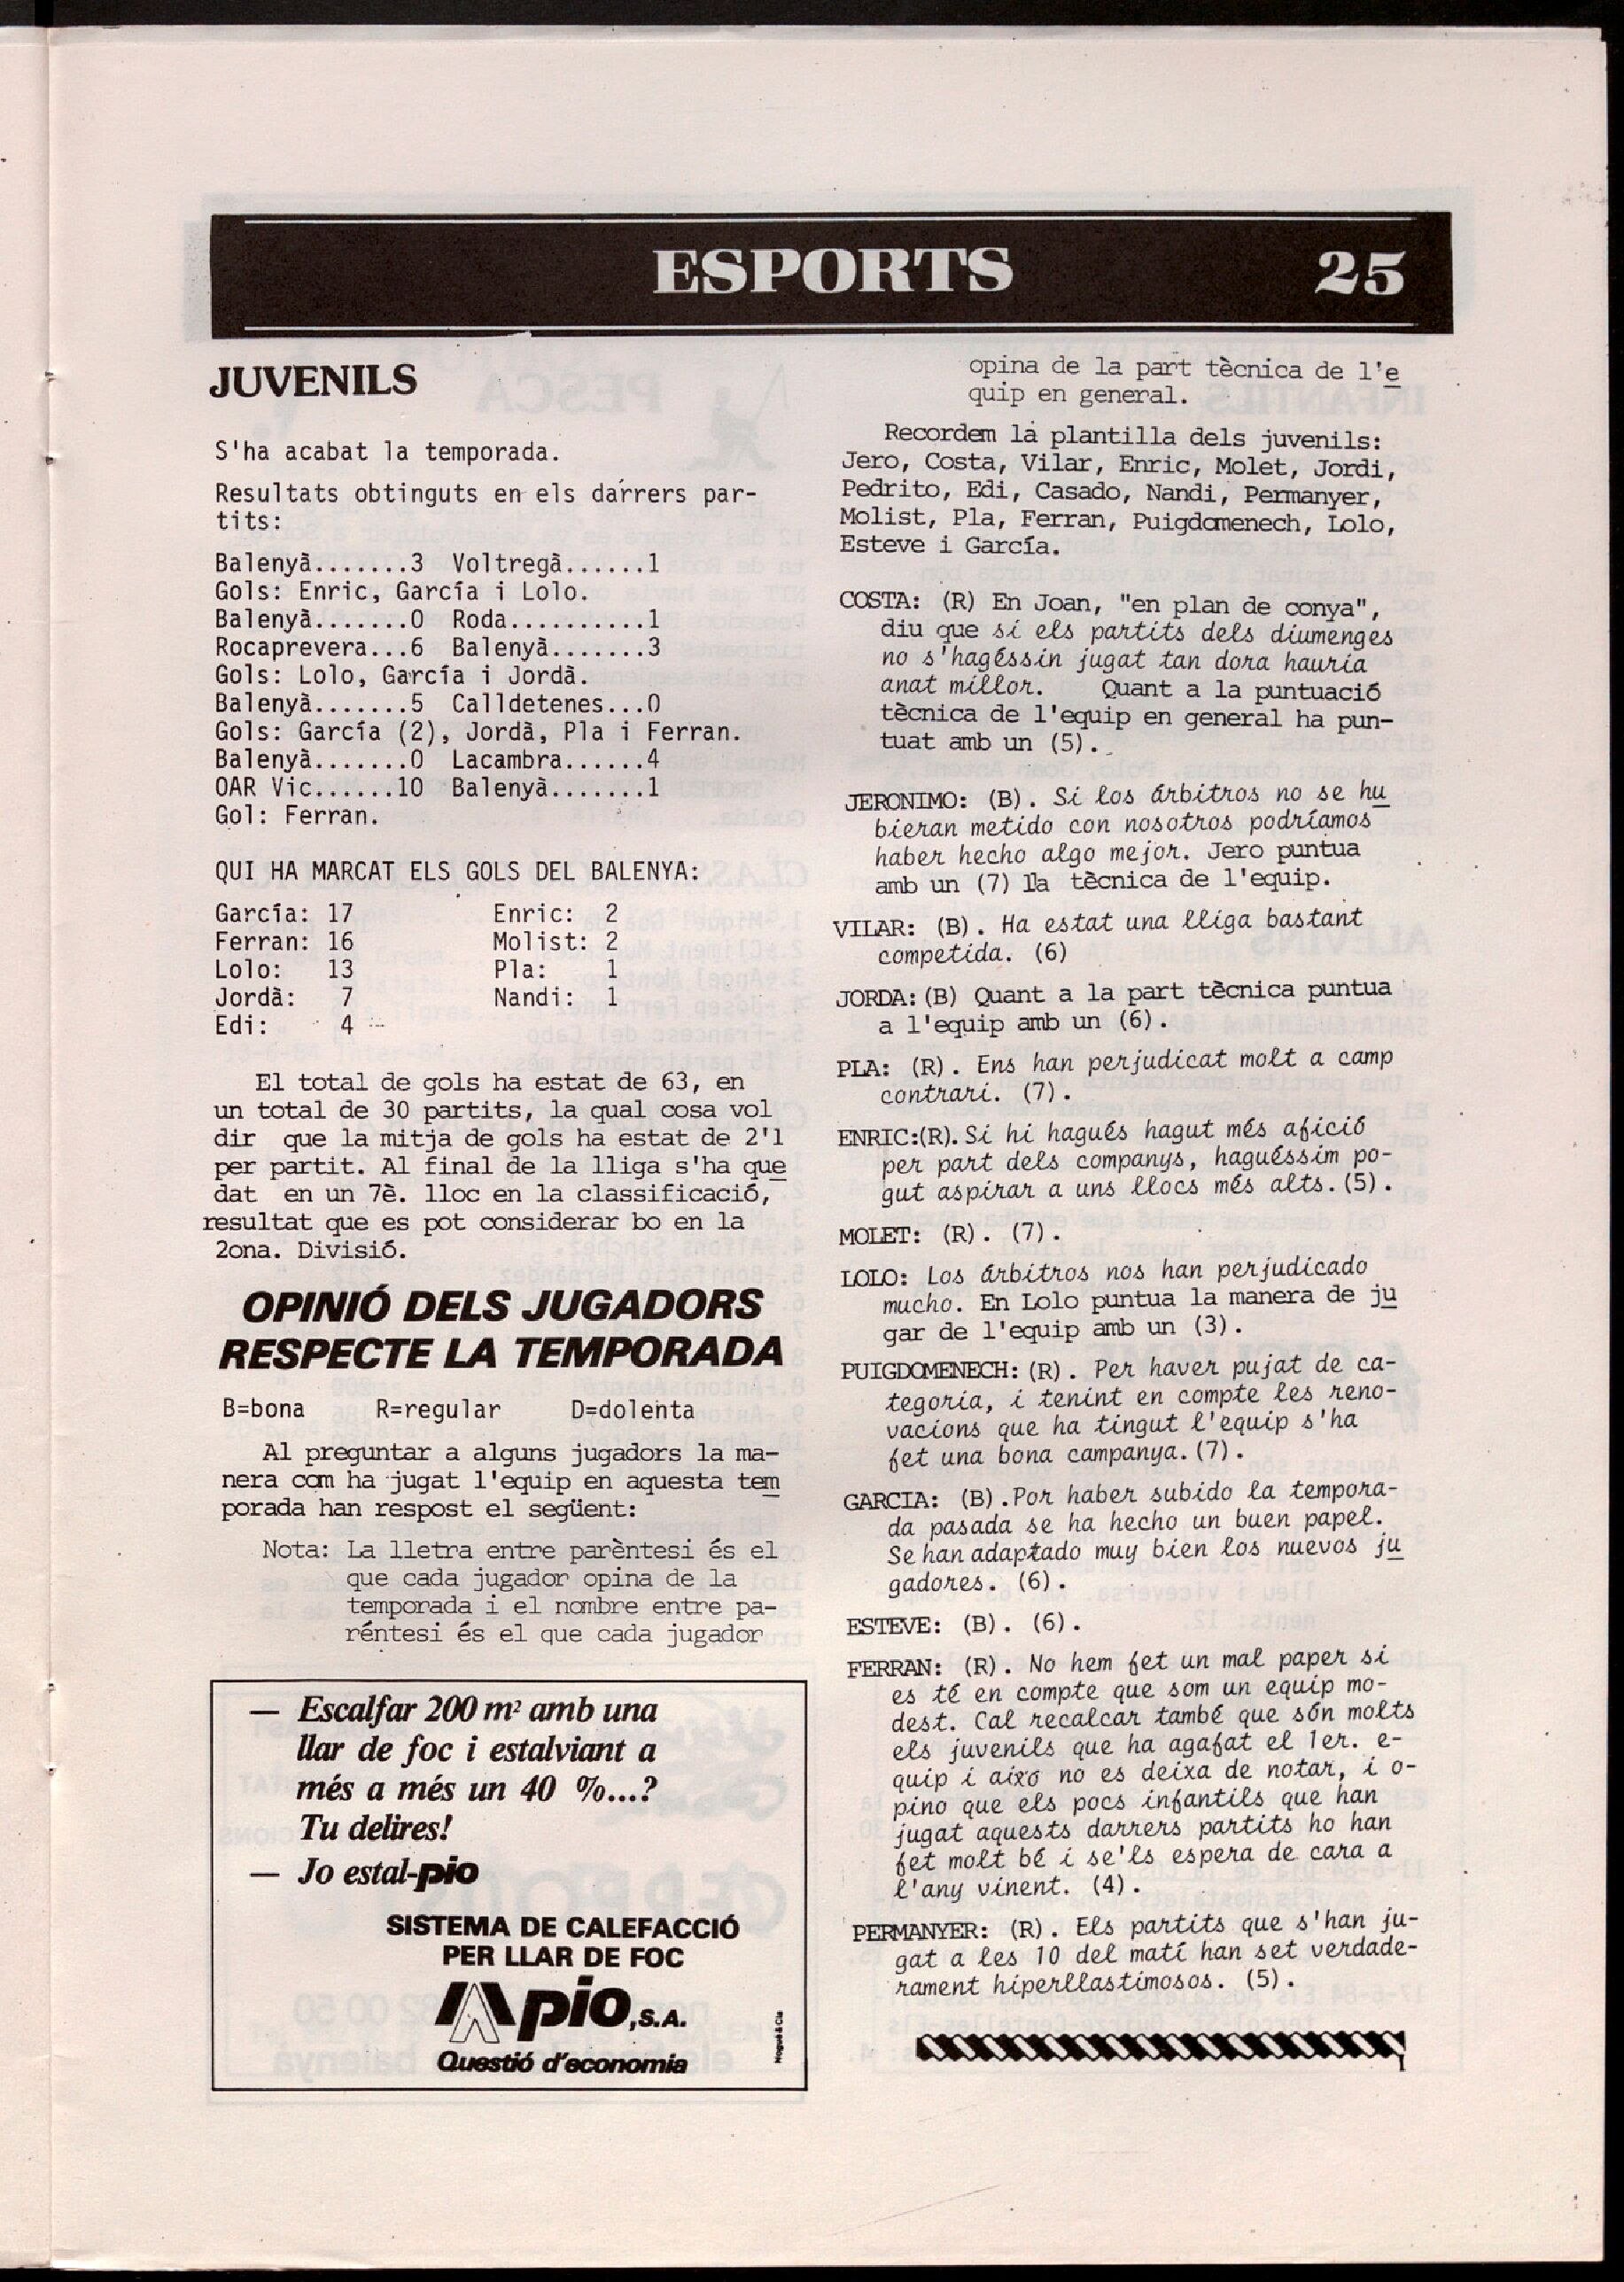 ESPORTS 25
JUVENILS
S'ha acabat la temporada.
Resultats obtinguts en els darrers par-
tits:
Balenyà.......3 Voltregà......1
Gols: Enric, García i Lolo.
Balenyà.......0 Roda..........1
Rocaprevera...6 Balenyà.......3
Gols: Lolo, García i Jordà.
Balenyà.......5 Calldetenes...0
Gols: García (2), Jordà, Pla i Ferran.
Balenyà.......0 Lacambra......4
OAR Vic......10 Balenyà.......1
Gol: Ferran.
QUI HA MARCAT ELS GOLS DEL BALENYA:
García: 17 Enric: 2
Ferran: 16 Molist: 2
Lolo: 13 Pla: 1
Jordà: 7 Nandi: 1
Edi: 4
El total de gols ha estat de 63, en
un total de 30 partits, la qual cosa vol
dir que la mitja de gols ha estat de 2'1
per partit. Al final de la lliga s'ha que
dat en un 7è. lloc en la classificació,
resultat que es pot considerar bo en la
2ona. Divisió.
OPINIÓ DELS JUGADORS
RESPECTE LA TEMPORADA
B=bona R=regular D=dolenta
Al preguntar a alguns jugadors la ma-
nera com ha jugat l'equip en aquesta tem
porada han respost el següent:
Nota: La lletra entre parèntesi és el
que cada jugador opina de la
temporada i el nombre entre pa-
réntesi és el que cada jugador
— Escalfar 200 m² amb una
llar de foc i estalviant a
més a més un 40 %...?
Tu delires!
— Jo estal-pio
SISTEMA DE CALEFACCIÓ
PER LLAR DE FOC
pio,S.A.
Questió d'economia
Nogué & Cia
opina de la part tècnica de l'e
quip en general.
Recordem la plantilla dels juvenils:
Jero, Costa, Vilar, Enric, Molet, Jordi,
Pedrito, Edi, Casado, Nandi, Permanyer,
Molist, Pla, Ferran, Puigdomenech, Lolo,
Esteve i García.
COSTA: (R) En Joan, "en plan de conya",
diu que si els partits dels diumenges
no s'hagéssin jugat tan dora hauria
anat millor. Quant a la puntuació
tècnica de l'equip en general ha pun-
tuat amb un (5).
JERONIMO: (B). Si los árbitros no se hu
bieran metido con nosotros podríamos
haber hecho algo mejor. Jero puntua
amb un (7) la tècnica de l'equip.
VILAR: (B). Ha estat una lliga bastant
competida. (6)
JORDA: (B) Quant a la part tècnica puntua
a l'equip amb un (6).
PLA: (R). Ens han perjudicat molt a camp
contrari. (7).
ENRIC:(R). Si hi hagués hagut més afició
per part dels companys, haguéssim po-
gut aspirar a uns llocs més alts.(5).
MOLET: (R). (7).
LOLO: Los árbitros nos han perjudicado
mucho. En Lolo puntua la manera de ju
gar de l'equip amb un (3).
PUIGDOMENECH: (R). Per haver pujat de ca-
tegoria, i tenint en compte les reno-
vacions que ha tingut l'equip s'ha
fet una bona campanya.(7).
GARCIA: (B).Por haber subido la tempora-
da pasada se ha hecho un buen papel.
Se han adaptado muy bien los nuevos ju
gadores. (6).
ESTEVE: (B). (6).
FERRAN: (R). No hem fet un mal paper si
es té en compte que som un equip mo-
dest. Cal recalcar també que són molts
els juvenils que ha agafat el 1er. e-
quip i aixó no es deixa de notar, i o-
pino que els pocs infantils que han
jugat aquests darrers partits ho han
fet molt bé i se'ls espera de cara a
l'any vinent. (4).
PERMANYER: (R). Els partits que s'han ju-
gat a les 10 del matí han set verdade-
rament hiperllastimosos. (5).